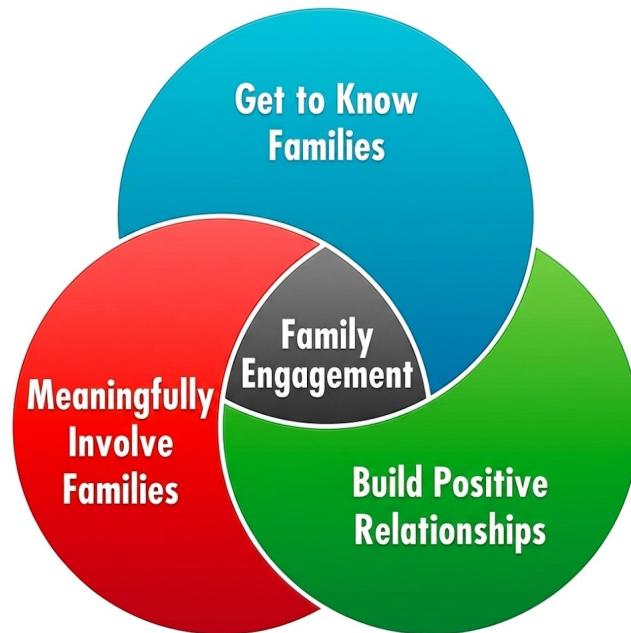 Get to Know
Families
Family
Engagement
Meaningfully
Involve
Families
Build Positive
Relationships